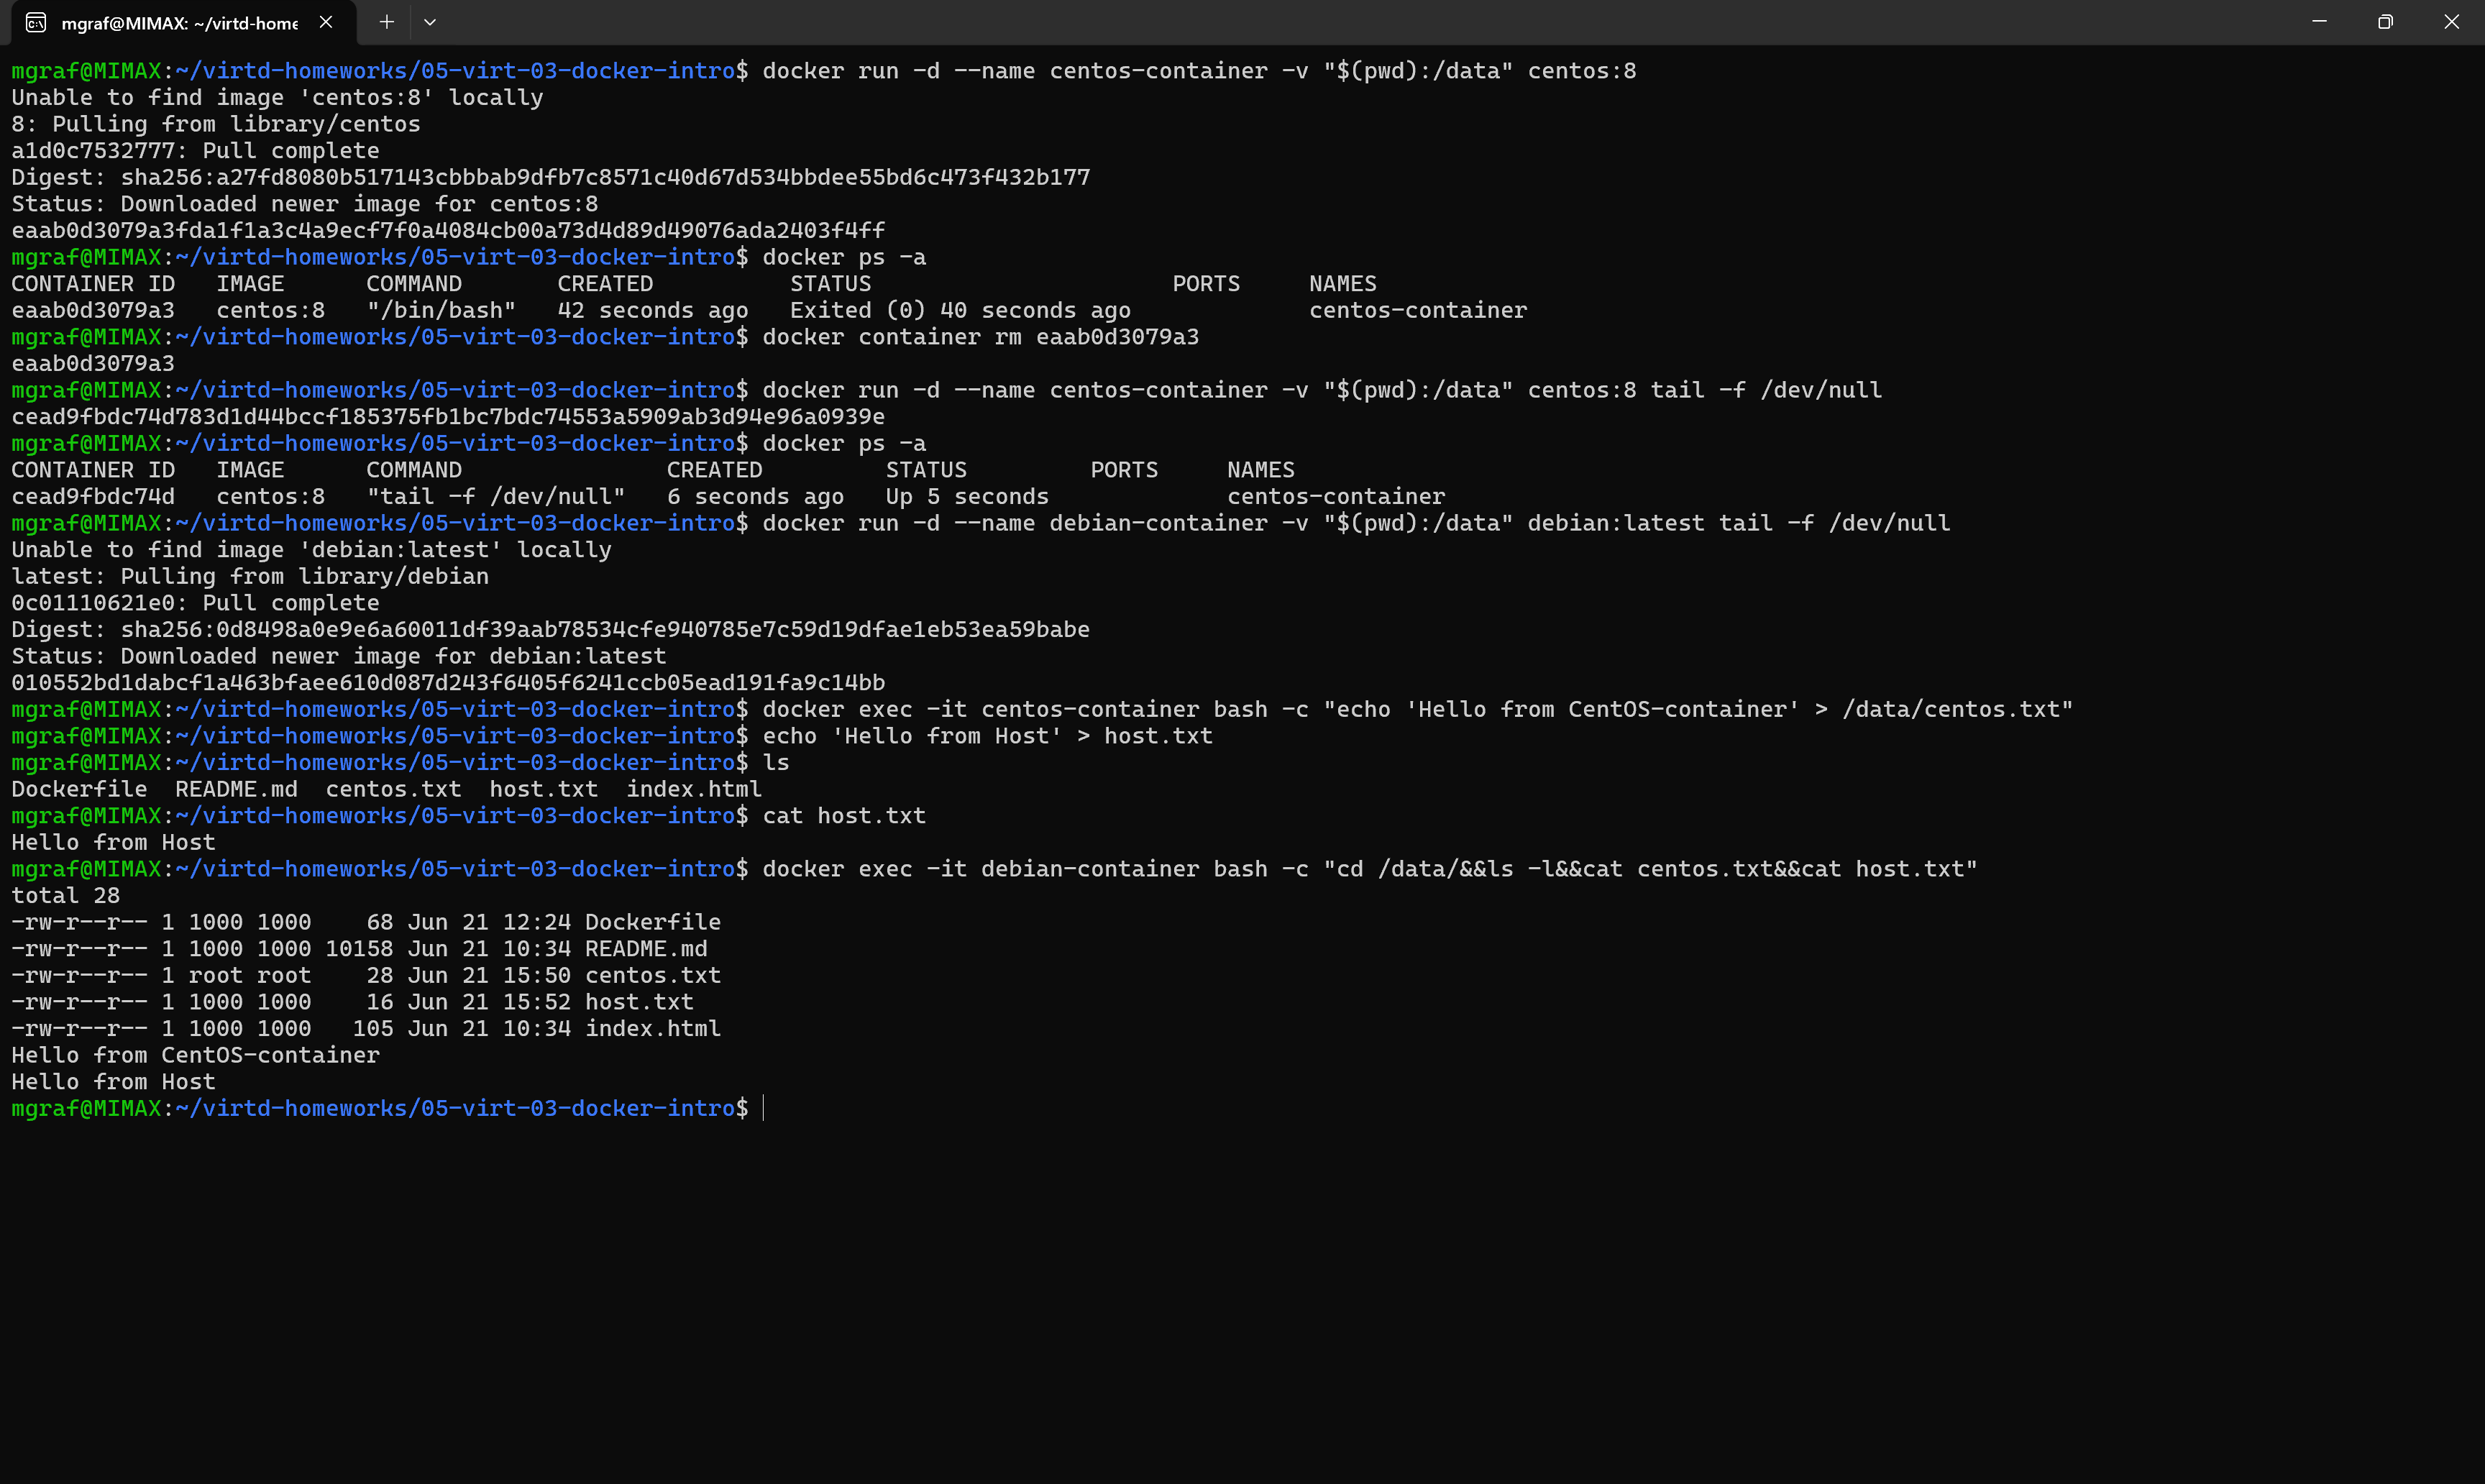 mgraf@MIMAX: ~/virtd-home
mgraf@MIMAX:~/virtd-homeworks/05-virt-03-docker-intro$ docker run -d --name centos-container -v "$(pwd):/data" centos:8
Unable to find image 'centos:8' locally
8: Pulling from library/centos
a1d0c7532777: Pull complete
Digest: sha256:a27fd8080b517143cbbbab9dfb7c8571c40d67d534bbdee55bd6c473f432b177
Status: Downloaded newer image for centos:8
eaab0d3079a3fda1f1a3c4a9ecf7f0a4084cb00a73d4d89d49076ada2403f4ff
mgraf@MIMAX:~/virtd-homeworks/05-virt-03-docker-intro$ docker ps -a
CONTAINER ID   IMAGE      COMMAND       CREATED          STATUS                      PORTS     NAMES
eaab0d3079a3   centos:8   "/bin/bash"   42 seconds ago   Exited (0) 40 seconds ago             centos-container
mgraf@MIMAX:~/virtd-homeworks/05-virt-03-docker-intro$ docker container rm eaab0d3079a3
eaab0d3079a3
mgraf@MIMAX:~/virtd-homeworks/05-virt-03-docker-intro$ docker run -d --name centos-container -v "$(pwd):/data" centos:8 tail -f /dev/null
cead9fbdc74d783d1d44bccf185375fb1bc7bdc74553a5909ab3d94e96a0939e
mgraf@MIMAX:~/virtd-homeworks/05-virt-03-docker-intro$ docker ps -a
CONTAINER ID   IMAGE      COMMAND               CREATED         STATUS         PORTS     NAMES
cead9fbdc74d   centos:8   "tail -f /dev/null"   6 seconds ago   Up 5 seconds             centos-container
mgraf@MIMAX:~/virtd-homeworks/05-virt-03-docker-intro$ docker run -d --name debian-container -v "$(pwd):/data" debian:latest tail -f /dev/null
Unable to find image 'debian:latest' locally
latest: Pulling from library/debian
0c01110621e0: Pull complete
Digest: sha256:0d8498a0e9e6a60011df39aab78534cfe940785e7c59d19dfae1eb53ea59babe
Status: Downloaded newer image for debian:latest
010552bd1dabcf1a463bfaee610d087d243f6405f6241ccb05ead191fa9c14bb
mgraf@MIMAX:~/virtd-homeworks/05-virt-03-docker-intro$ docker exec -it centos-container bash -c "echo 'Hello from CentOS-container' > /data/centos.txt"
mgraf@MIMAX:~/virtd-homeworks/05-virt-03-docker-intro$ echo 'Hello from Host' > host.txt
mgraf@MIMAX:~/virtd-homeworks/05-virt-03-docker-intro$ ls
Dockerfile  README.md  centos.txt  host.txt  index.html
mgraf@MIMAX:~/virtd-homeworks/05-virt-03-docker-intro$ cat host.txt
Hello from Host
mgraf@MIMAX:~/virtd-homeworks/05-virt-03-docker-intro$ docker exec -it debian-container bash -c "cd /data/&&ls -l&&cat centos.txt&&cat host.txt"
total 28
-rw-r--r-- 1 1000 1000    68 Jun 21 12:24 Dockerfile
-rw-r--r-- 1 1000 1000 10158 Jun 21 10:34 README.md
-rw-r--r-- 1 root root    28 Jun 21 15:50 centos.txt
-rw-r--r-- 1 1000 1000    16 Jun 21 15:52 host.txt
-rw-r--r-- 1 1000 1000   105 Jun 21 10:34 index.html
Hello from CentOS-container
Hello from Host
mgraf@MIMAX:~/virtd-homeworks/05-virt-03-docker-intro$